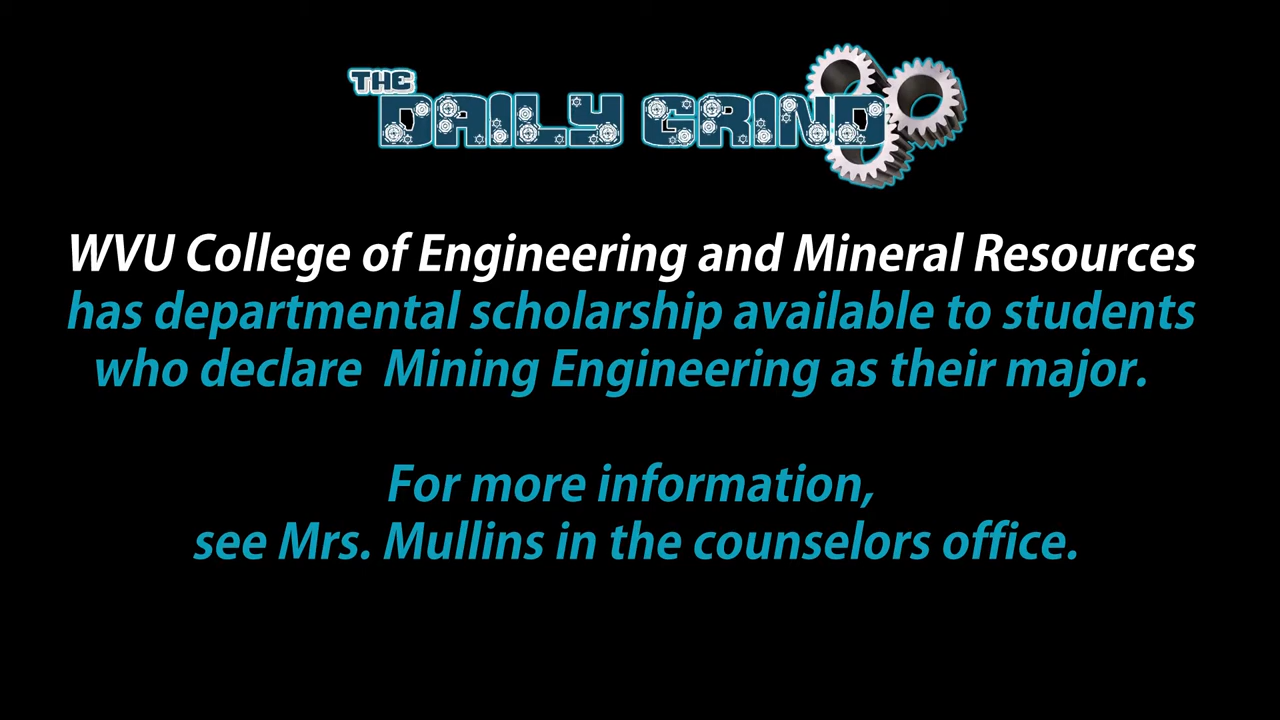 THE
DAILY GRIND
WVU College of Engineering and Mineral Resources
has departmental scholarship available to students
who declare  Mining Engineering as their major.
For more information,
see Mrs. Mullins in the counselors office.